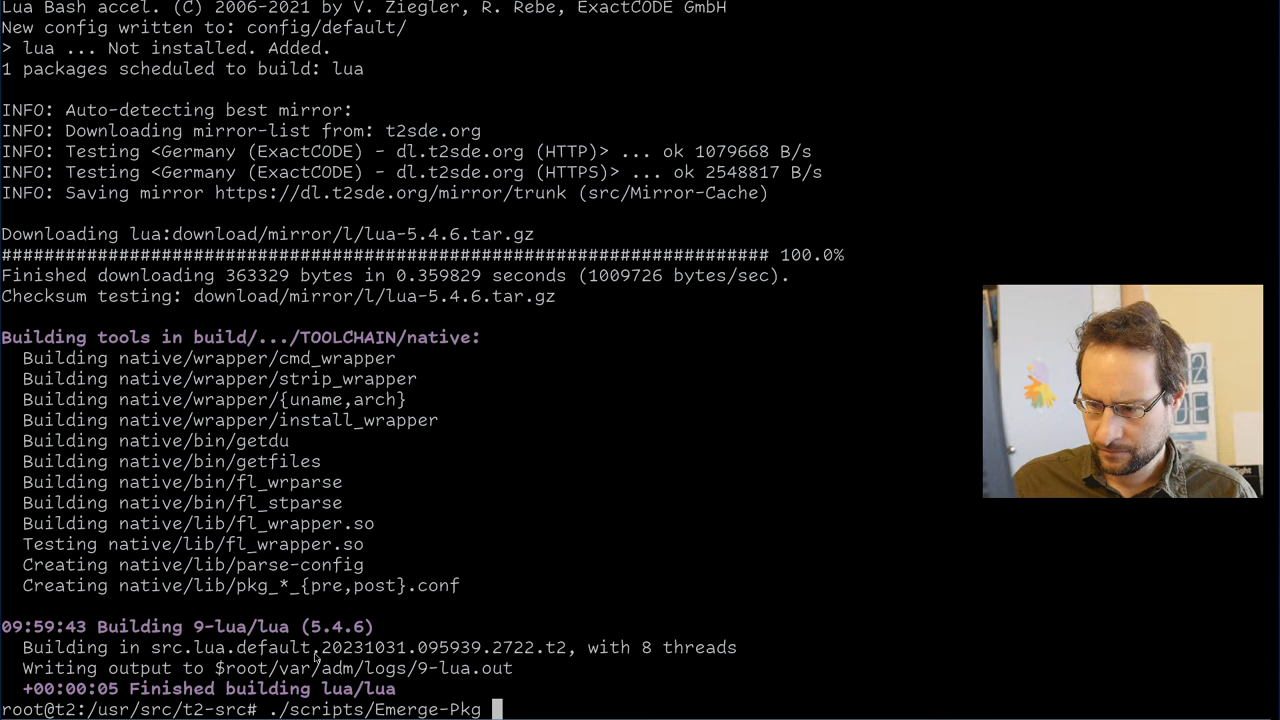 Lua Bash accel. (C) 2006-2021 by V. Ziegler, R. Rebe, ExactCODE GmbH
New config written to: config/default/
> lua ... Not installed. Added.
1 packages scheduled to build: lua
INFO: Auto-detecting best mirror:
INFO: Downloading mirror-list from: t2sde.org
INFO: Testing <Germany (ExactCODE) - dl.t2sde.org (HTTP)> ... ok 1079668 B/s
INFO: Testing <Germany (ExactCODE) - dl.t2sde.org (HTTPS)> ... ok 2548817 B/s
INFO: Saving mirror https://dl.t2sde.org/mirror/trunk (src/Mirror-Cache)
Downloading lua:download/mirror/l/lua-5.4.6.tar.gz
######################################################################## 100.0%
Finished downloading 363329 bytes in 0.359829 seconds (1009726 bytes/sec).
Checksum testing: download/mirror/l/lua-5.4.6.tar.gz
Building tools in build/.../TOOLCHAIN/native:
Building native/wrapper/cmd_wrapper
Building native/wrapper/strip_wrapper
Building native/wrapper/{uname,arch}
Building native/wrapper/install_wrapper
Building native/bin/getdu
Building native/bin/getfiles
Building native/bin/fl_wrparse
Building native/bin/fl_stparse
Building native/lib/fl_wrapper.so
Testing native/lib/fl_wrapper.so
Creating native/lib/parse-config
Creating native/lib/pkg_*_{pre,post}.conf
09:59:43 Building 9-lua/lua (5.4.6)
Building in src.lua.default.20231031.095939.2722.t2, with 8 threads
Writing output to $root/var/adm/logs/9-lua.out
+00:00:05 Finished building lua/lua
root@t2:/usr/src/t2-src# ./scripts/Emerge-Pkg